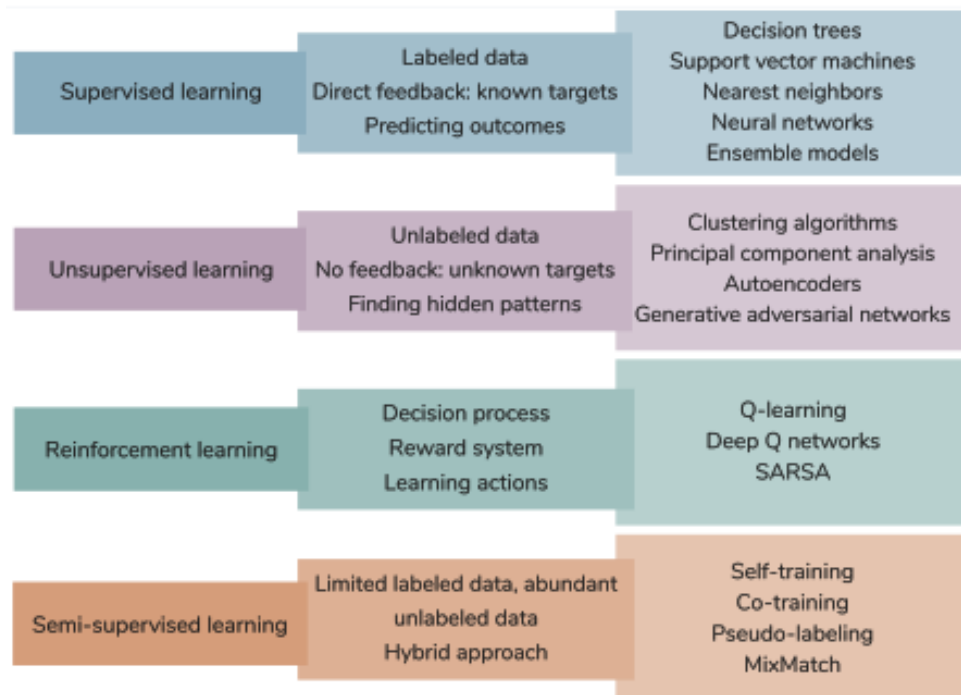 Supervised learning
Labeled data
Direct feedback: known targets
Predicting outcomes
Decision trees
Support vector machines
Nearest neighbors
Neural networks
Ensemble models
Unsupervised learning
Unlabeled data
No feedback: unknown targets
Finding hidden patterns
Clustering algorithms
Principal component analysis
Autoencoders
Generative adversarial networks
Reinforcement learning
Decision process
Reward system
Learning actions
Q-learning
Deep Q networks
SARSA
Semi-supervised learning
Limited labeled data, abundant
unlabeled data
Hybrid approach
Self-training
Co-training
Pseudo-labeling
MixMatch